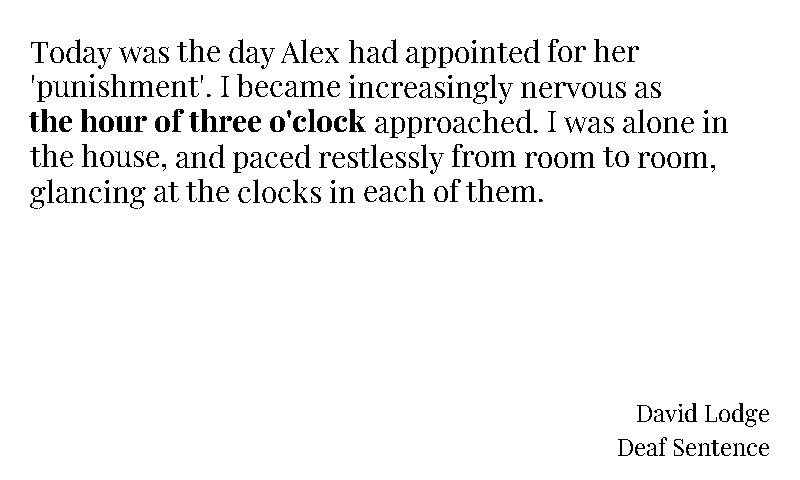 Today was the day Alex had appointed for her
'punishment'. I became increasingly nervous as
the hour of three o'clock approached. I was alone in
the house, and paced restlessly from room to room,
glancing at the clocks in each of them.
David Lodge
Deaf Sentence